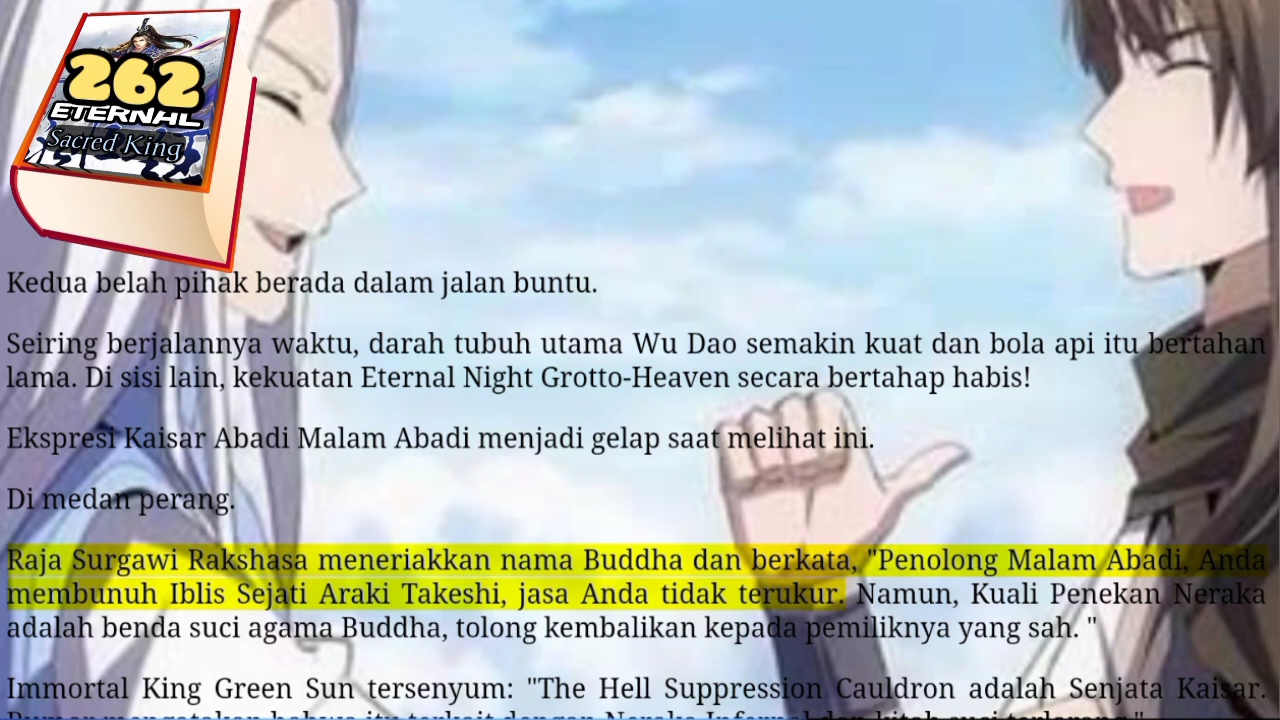 262
ETERNAL
Sacred King
Kedua belah pihak berada dalam jalan buntu.
Seiring berjalannya waktu, darah tubuh utama Wu Dao semakin kuat dan bola api itu bertahan
lama. Di sisi lain, kekuatan Eternal Night Grotto-Heaven secara bertahap habis!
Ekspresi Kaisar Abadi Malam Abadi menjadi gelap saat melihat ini.
Di medan perang.
Raja Surgawi Rakshasa meneriakkan nama Buddha dan berkata, "Penolong Malam Abadi, Anda
membunuh Iblis Sejati Araki Takeshi, jasa Anda tidak terukur. Namun, Kuali Penekan Neraka
adalah benda suci agama Buddha, tolong kembalikan kepada pemiliknya yang sah. "
Immortal King Green Sun tersenyum: "The Hell Suppression Cauldron adalah Senjata Kaisar.